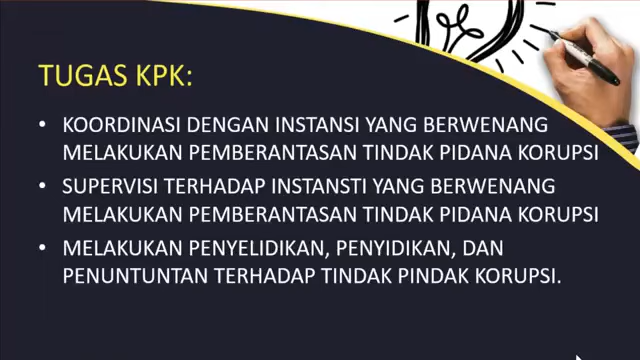 TUGAS KPK:
• KOORDINASI DENGAN INSTANSI YANG BERWENANG
MELAKUKAN PEMBERANTASAN TINDAK PIDANA KORUPSI
• SUPERVISI TERHADAP INSTANSTI YANG BERWENANG
MELAKUKAN PEMBERANTASAN TINDAK PIDANA KORUPSI
• MELAKUKAN PENYELIDIKAN, PENYIDIKAN, DAN
PENUNTUNTAN TERHADAP TINDAK PINDAK KORUPSI.